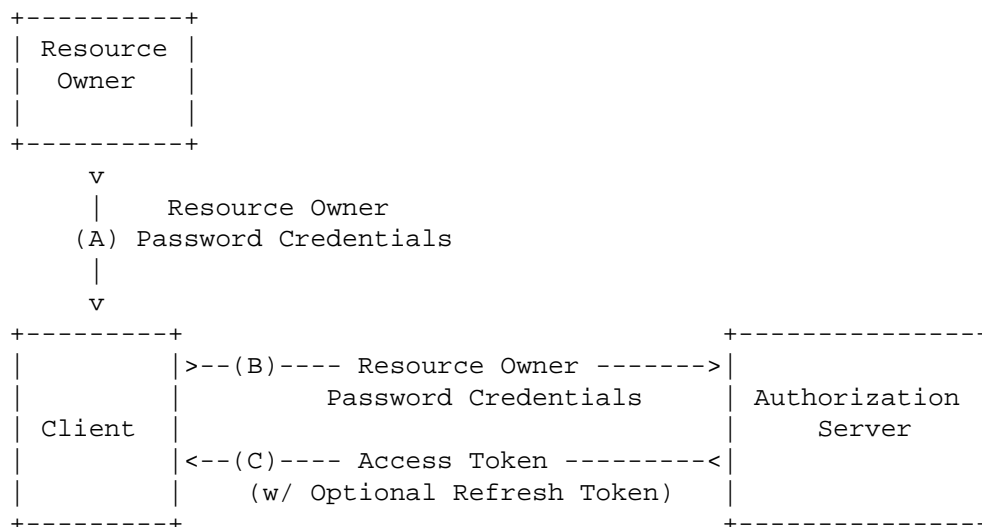 +----------+
| Resource |
|  Owner   |
|          |
+----------+
     v
     |    Resource Owner
    (A) Password Credentials
     |
     v
+---------+                                  +---------------
|         |>--(B)---- Resource Owner ------->|
|         |         Password Credentials     | Authorization
| Client  |                                  |     Server
|         |<--(C)---- Access Token ---------<|
|         |    (w/ Optional Refresh Token)   |
+---------+                                  +---------------